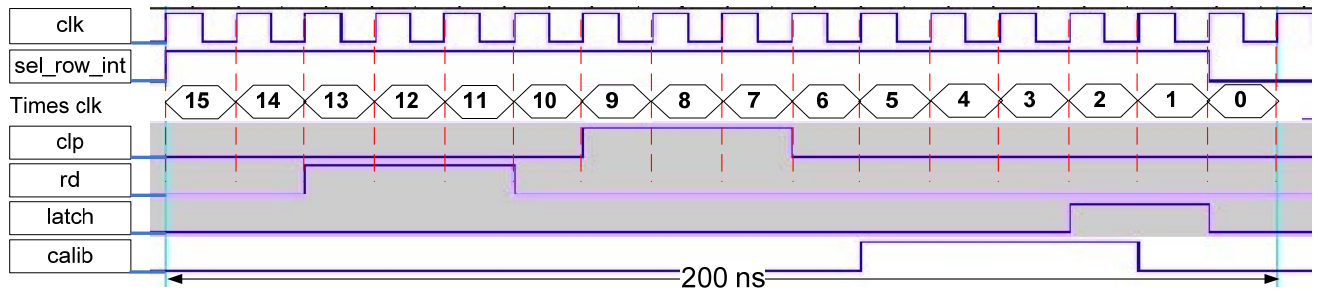 clk
sel_row_int
Times clk 15 14 13 12 11 10 9 8 7 6 5 4 3 2 1 0
clp
rd
latch
calib
200 ns